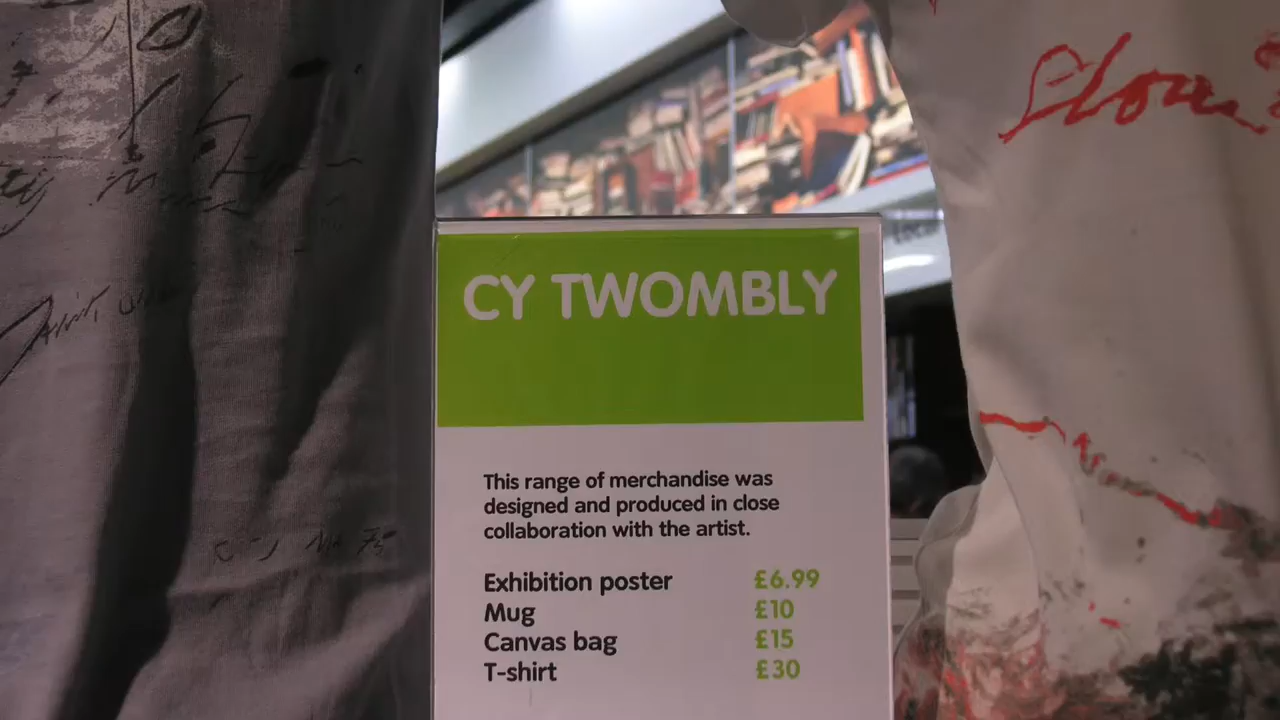 CY TWOMBLY
This range of merchandise was
designed and produced in close
collaboration with the artist.
Exhibition poster £6.99
Mug £10
Canvas bag £15
T-shirt £30